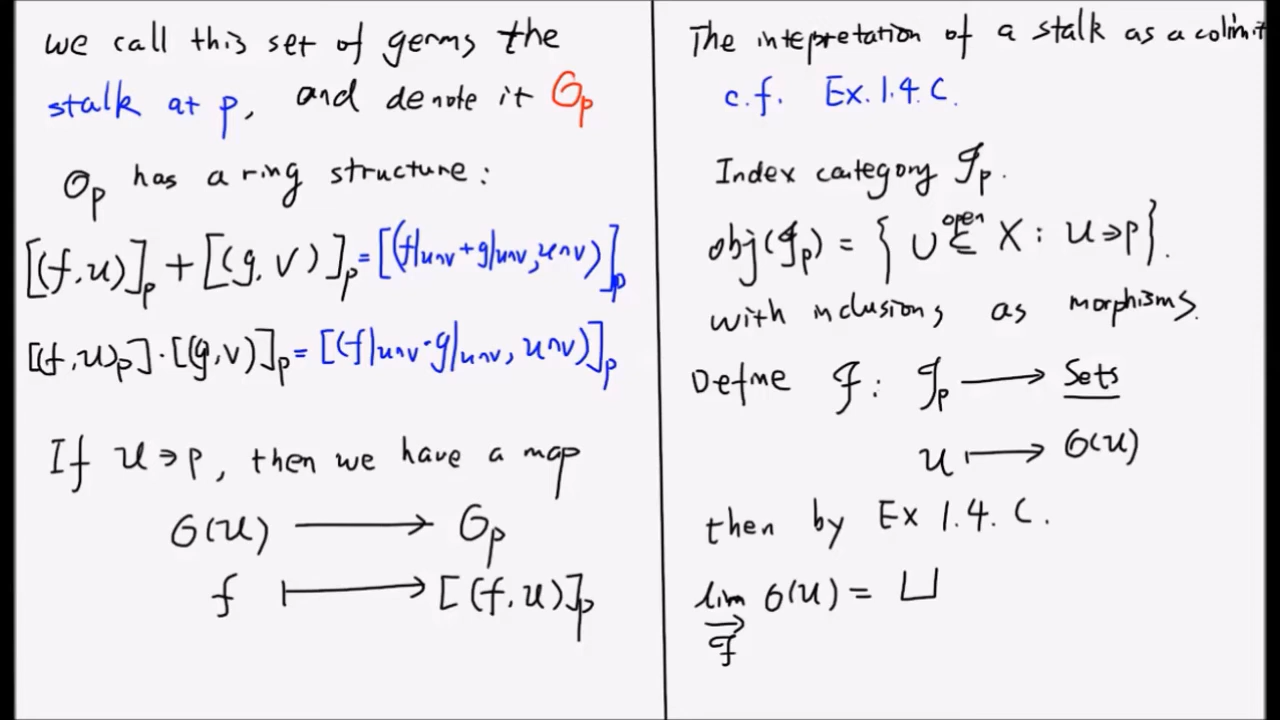 we call this set of germs the
stalk at p, and denote it 𝒪_p
𝒪_p has a ring structure:
[(f,U)]_p + [(g,V)]_p = [(f|_{U∩V} + g|_{U∩V}, U∩V)]_p
[(f,U)_p]·[(g,V)]_p = [(f|_{U∩V}·g|_{U∩V}, U∩V)]_p
If U∋p, then we have a map
𝒪(U) ⟶ 𝒪_p
f ⟼ [(f,U)]_p
The intepretation of a stalk as a colimit
c.f. Ex.1.4.C.
Index category 𝒥_p.
obj(𝒥_p) = { U open ⊆ X : U∋p }.
with inclusions as morphisms.
Define ℱ: 𝒥_p ⟶ Sets
U ⟼ 𝒪(U)
then by Ex 1.4.C.
lim 𝒪(U) = ⊔
⟶
𝒥